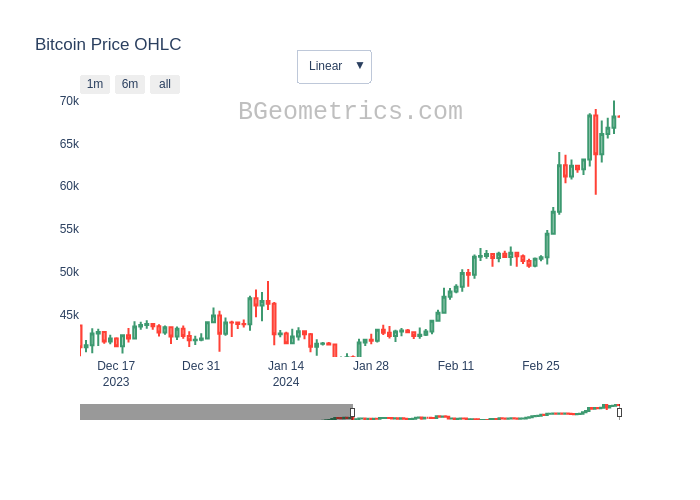 Bitcoin Price OHLC
Linear ▼
1m 6m all
BGeometrics.com
70k
65k
60k
55k
50k
45k
Dec 17 Dec 31 Jan 14 Jan 28 Feb 11 Feb 25
2023 2024